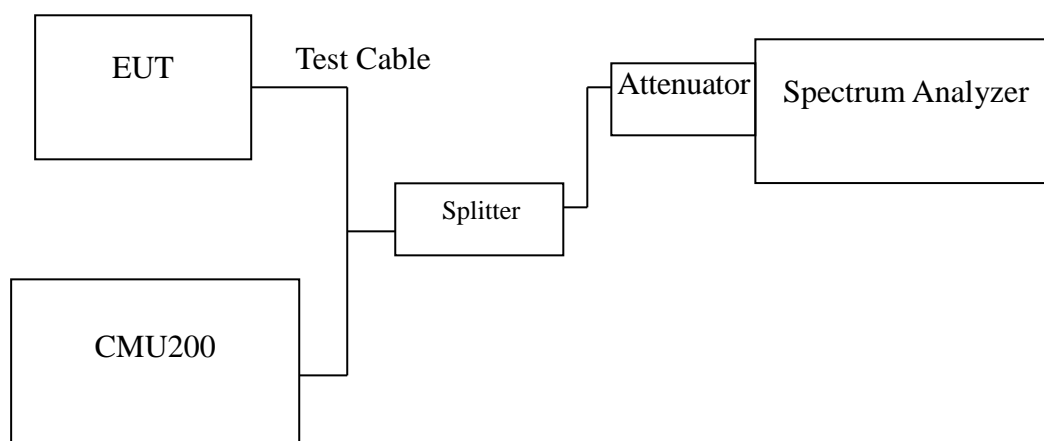 EUT
Test Cable
Attenuator
Spectrum Analyzer
Splitter
CMU200